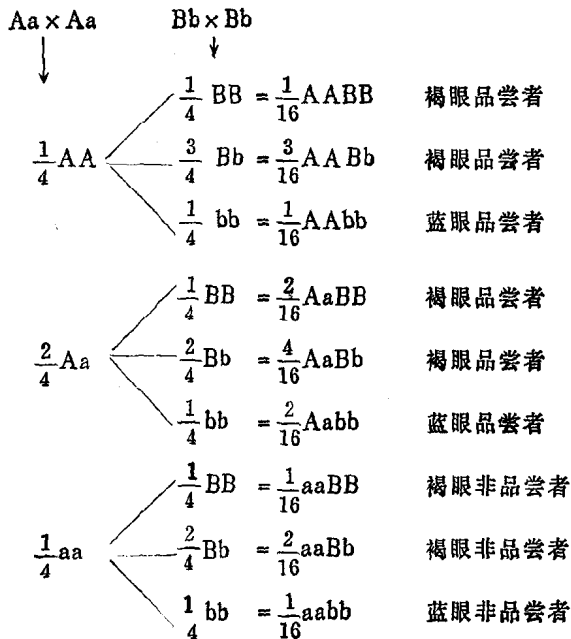 Aa × Aa Bb × Bb
1/4 BB = 1/16 AABB 褐眼品尝者
1/4 AA 3/4 Bb = 3/16 AABb 褐眼品尝者
1/4 bb = 1/16 AAbb 蓝眼品尝者
1/4 BB = 2/16 AaBB 褐眼品尝者
2/4 Aa 2/4 Bb = 4/16 AaBb 褐眼品尝者
1/4 bb = 2/16 Aabb 蓝眼品尝者
1/4 BB = 1/16 aaBB 褐眼非品尝者
1/4 aa 2/4 Bb = 2/16 aaBb 褐眼非品尝者
1/4 bb = 1/16 aabb 蓝眼非品尝者